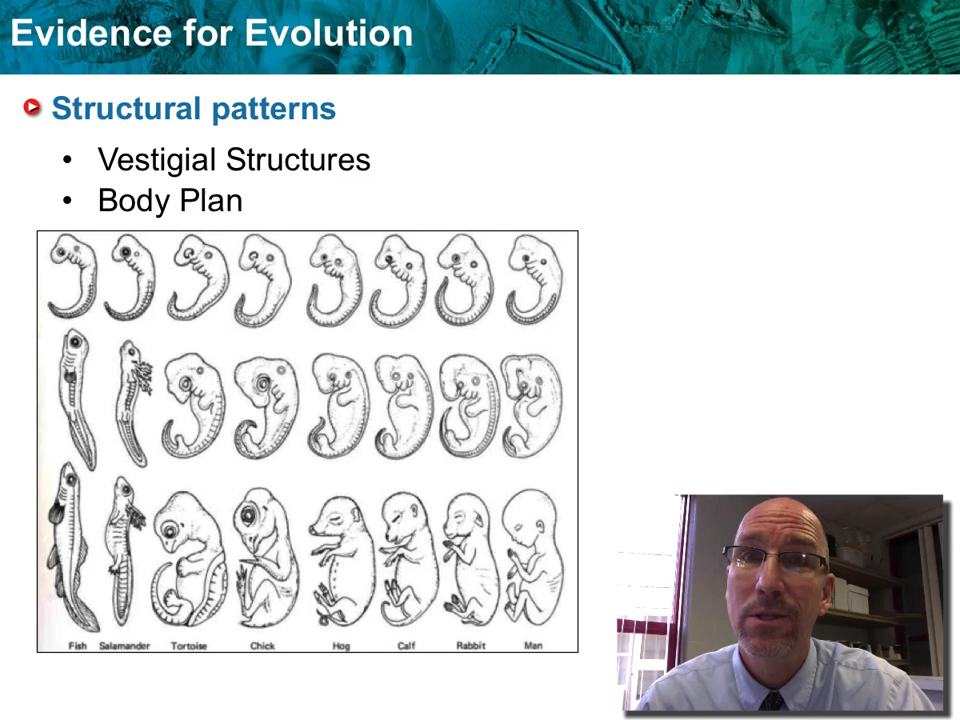 Evidence for Evolution
Structural patterns
• Vestigial Structures
• Body Plan
Fish Salamander Tortoise Chick Hog Calf Rabbit Man